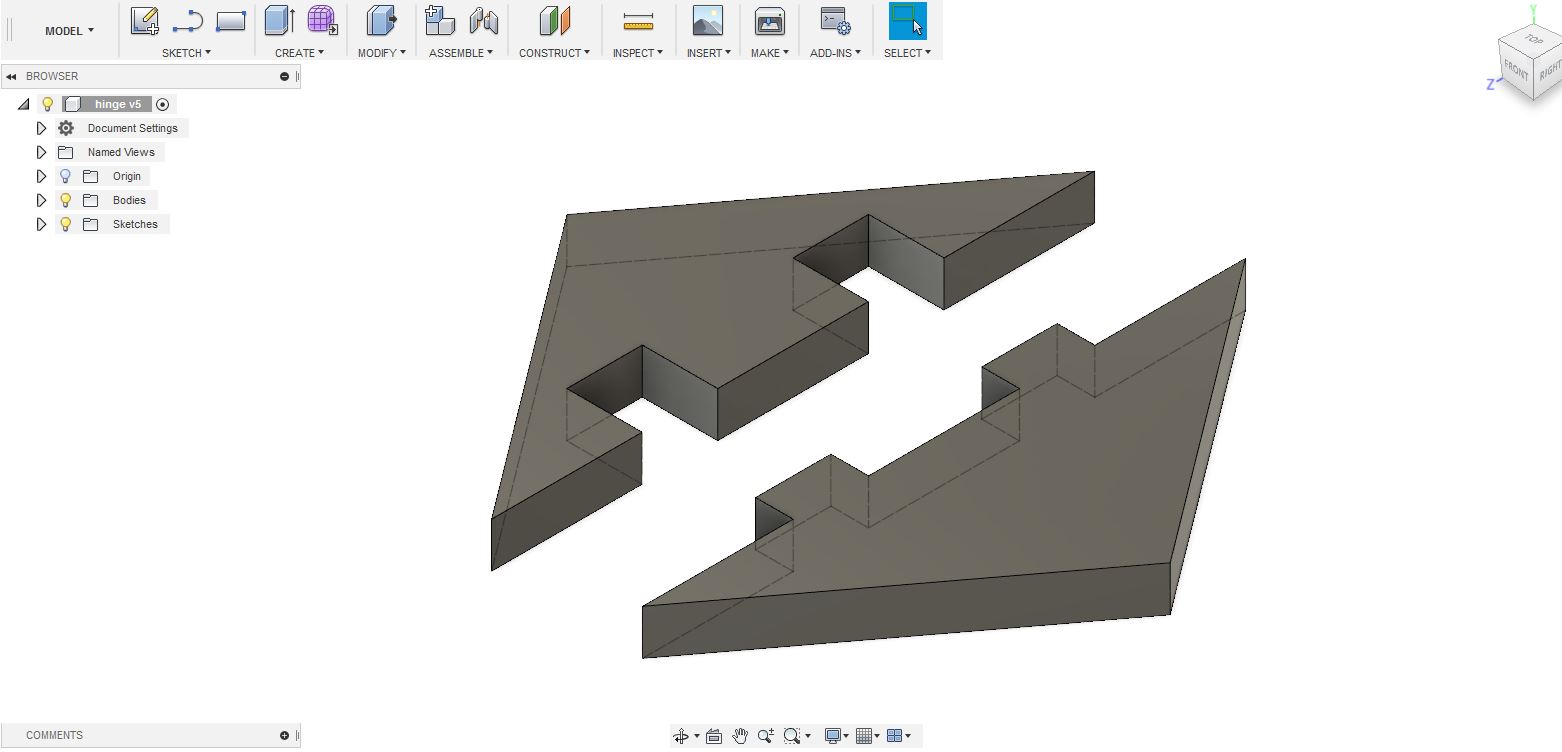 MODEL
SKETCH
CREATE
MODIFY
ASSEMBLE
CONSTRUCT
INSPECT
INSERT
MAKE
ADD-INS
SELECT
BROWSER
hinge v5
Document Settings
Named Views
Origin
Bodies
Sketches
Y
TOP
FRONT
RIGHT
Z
COMMENTS